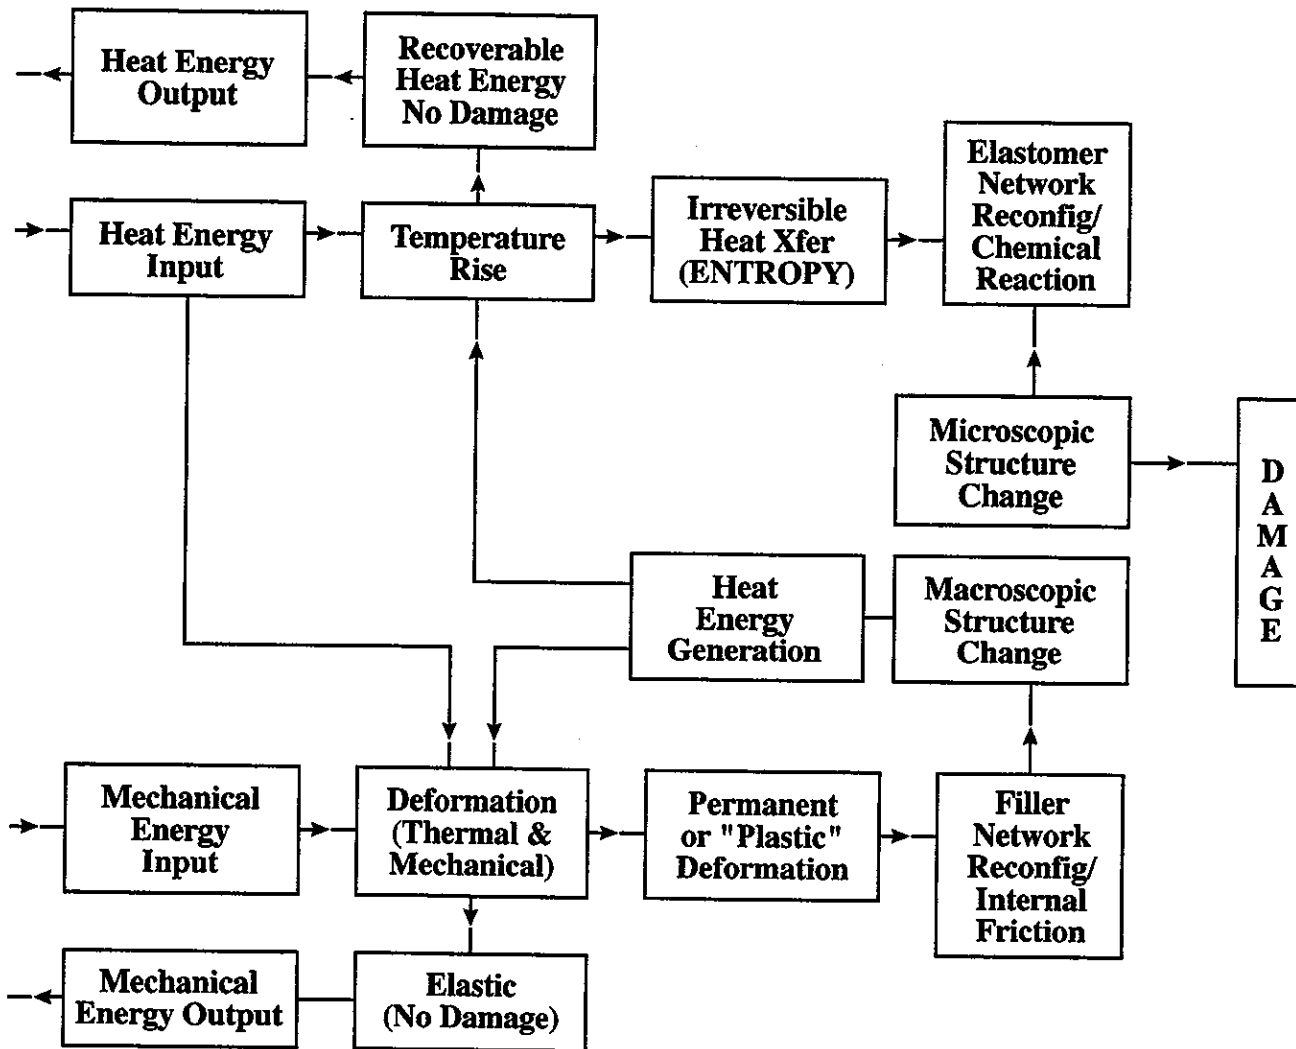 Heat Energy
Output
Recoverable
Heat Energy
No Damage
Heat Energy
Input
Temperature
Rise
Irreversible
Heat Xfer
(ENTROPY)
Elastomer
Network
Reconfig/
Chemical
Reaction
Microscopic
Structure
Change
D
A
M
A
G
E
Heat
Energy
Generation
Macroscopic
Structure
Change
Mechanical
Energy
Input
Deformation
(Thermal &
Mechanical)
Permanent
or "Plastic"
Deformation
Filler
Network
Reconfig/
Internal
Friction
Mechanical
Energy Output
Elastic
(No Damage)